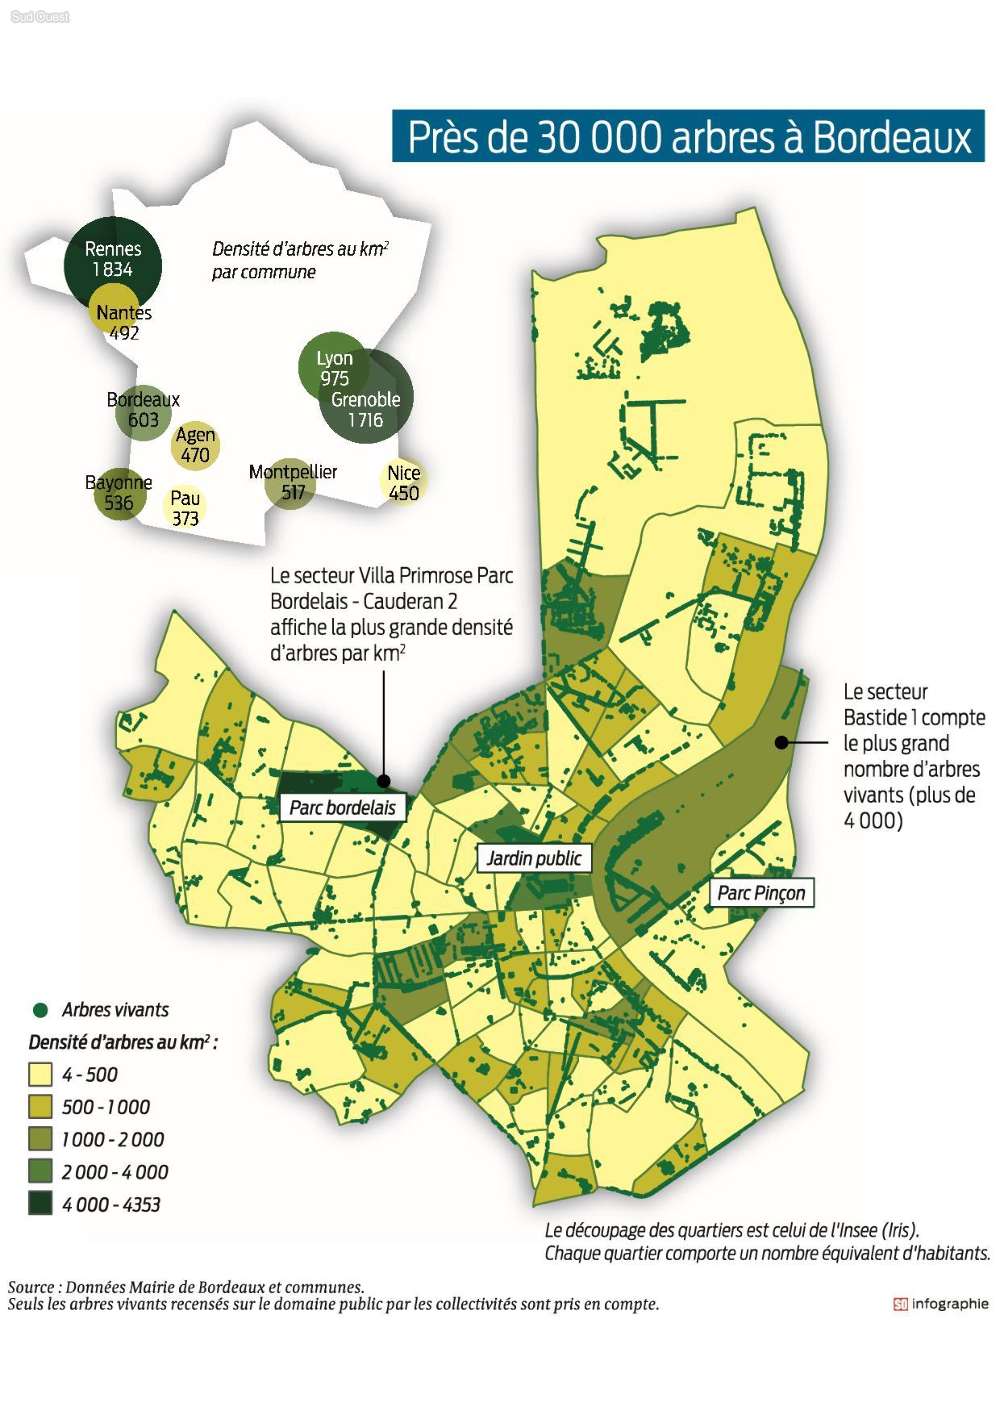 Sud Ouest
Près de 30 000 arbres à Bordeaux
Densité d'arbres au km²
par commune
Rennes
1 834
Nantes
492
Lyon
975
Grenoble
1 716
Bordeaux
603
Agen
470
Bayonne
536
Pau
373
Montpellier
517
Nice
450
Le secteur Villa Primrose Parc
Bordelais - Cauderan 2
affiche la plus grande densité
d'arbres par km²
Le secteur
Bastide 1 compte
le plus grand
nombre d'arbres
vivants (plus de
4 000)
Parc bordelais
Jardin public
Parc Pinçon
Arbres vivants
Densité d'arbres au km² :
4 - 500
500 - 1 000
1 000 - 2 000
2 000 - 4 000
4 000 - 4353
Le découpage des quartiers est celui de l'Insee (Iris).
Chaque quartier comporte un nombre équivalent d'habitants.
Source : Données Mairie de Bordeaux et communes.
Seuls les arbres vivants recensés sur le domaine public par les collectivités sont pris en compte.
SO infographie